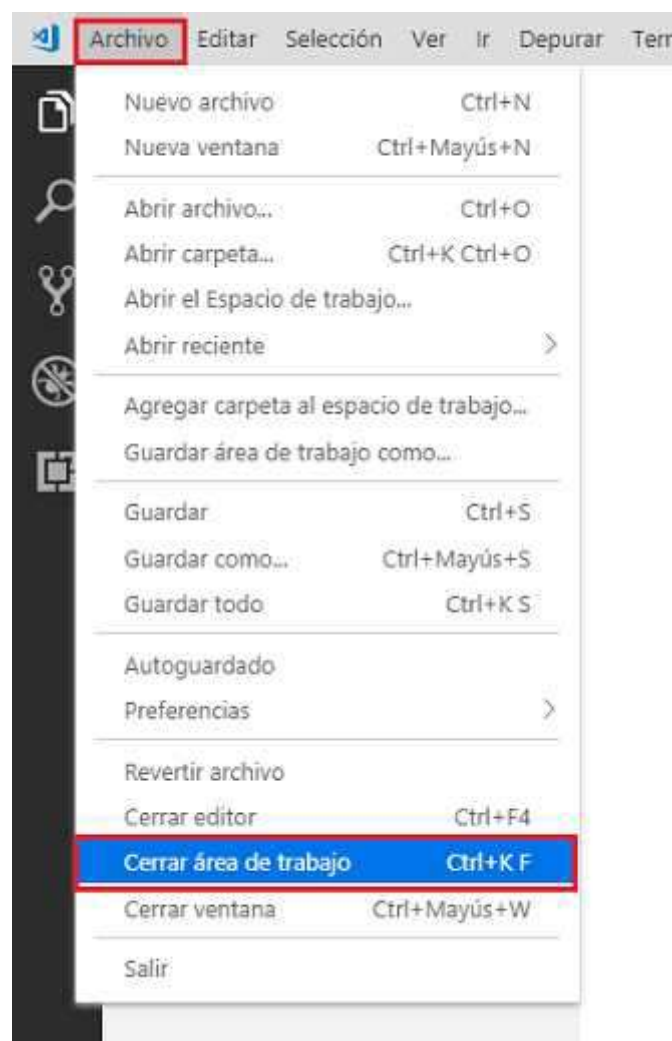 Archivo Editar Selección Ver Ir Depurar Terr
Nuevo archivo Ctrl+N
Nueva ventana Ctrl+Mayús+N
Abrir archivo... Ctrl+O
Abrir carpeta... Ctrl+K Ctrl+O
Abrir el Espacio de trabajo...
Abrir reciente
Agregar carpeta al espacio de trabajo...
Guardar área de trabajo como...
Guardar Ctrl+S
Guardar como... Ctrl+Mayús+S
Guardar todo Ctrl+K S
Autoguardado
Preferencias
Revertir archivo
Cerrar editor Ctrl+F4
Cerrar área de trabajo Ctrl+K F
Cerrar ventana Ctrl+Mayús+W
Salir